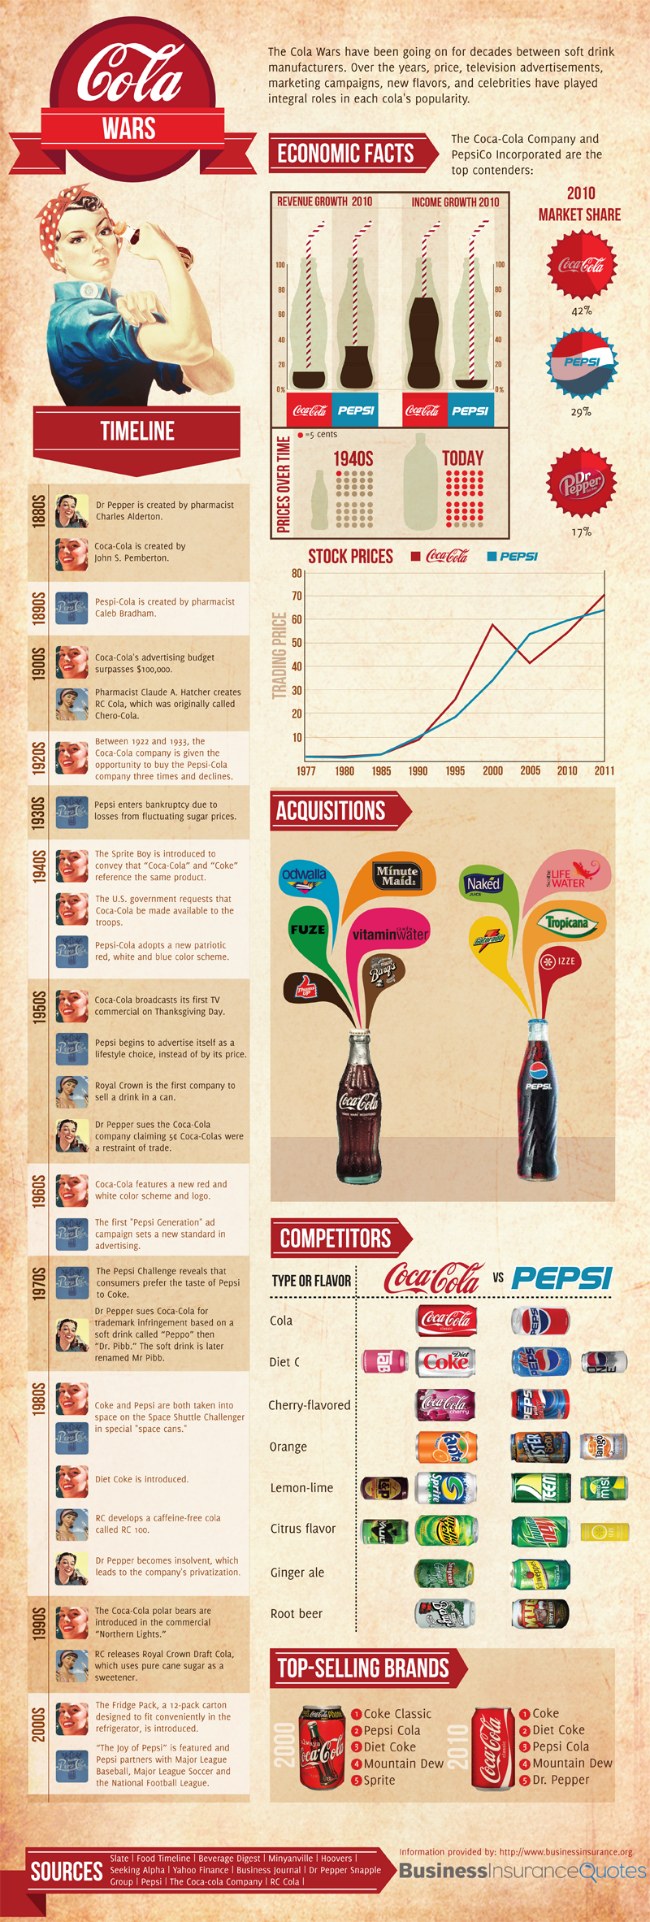 Cola
WARS
The Cola Wars have been going on for decades between soft drink
manufacturers. Over the years, price, television advertisements,
marketing campaigns, new flavors, and celebrities have played
integral roles in each cola's popularity.
ECONOMIC FACTS
The Coca-Cola Company and
PepsiCo Incorporated are the
top contenders:
REVENUE GROWTH 2010
INCOME GROWTH 2010
100
80
60
40
20
0%
100
80
60
40
20
0%
Coca-Cola
PEPSI
Coca-Cola
PEPSI
2010
MARKET SHARE
Coca-Cola
42%
PEPSI
29%
Dr Pepper
17%
PRICES OVER TIME
=5 cents
1940S
TODAY
TIMELINE
1880S
Dr Pepper is created by pharmacist
Charles Alderton.
Coca-Cola is created by
John S. Pemberton.
1890S
Pespi-Cola is created by pharmacist
Caleb Bradham.
1900S
Coca-Cola's advertising budget
surpasses $100,000.
Pharmacist Claude A. Hatcher creates
RC Cola, which was originally called
Chero-Cola.
1920S
Between 1922 and 1933, the
Coca-Cola company is given the
opportunity to buy the Pepsi-Cola
company three times and declines.
1930S
Pepsi enters bankruptcy due to
losses from fluctuating sugar prices.
1940S
The Sprite Boy is introduced to
convey that "Coca-Cola" and "Coke"
reference the same product.
The U.S. government requests that
Coca-Cola be made available to the
troops.
Pepsi-Cola adopts a new patriotic
red, white and blue color scheme.
1950S
Coca-Cola broadcasts its first TV
commercial on Thanksgiving Day.
Pepsi begins to advertise itself as a
lifestyle choice, instead of by its price.
Royal Crown is the first company to
sell a drink in a can.
Dr Pepper sues the Coca-Cola
company claiming 5¢ Coca-Colas were
a restraint of trade.
1960S
Coca-Cola features a new red and
white color scheme and logo.
The first "Pepsi Generation" ad
campaign sets a new standard in
advertising.
1970S
The Pepsi Challenge reveals that
consumers prefer the taste of Pepsi
to Coke.
Dr Pepper sues Coca-Cola for
trademark infringement based on a
soft drink called "Peppo" then
"Dr. Pibb." The soft drink is later
renamed Mr Pibb.
1980S
Coke and Pepsi are both taken into
space on the Space Shuttle Challenger
in special "space cans."
Diet Coke is introduced.
RC develops a caffeine-free cola
called RC 100.
Dr Pepper becomes insolvent, which
leads to the company's privatization.
1990S
The Coca-Cola polar bears are
introduced in the commercial
"Northern Lights."
RC releases Royal Crown Draft Cola,
which uses pure cane sugar as a
sweetener.
2000S
The Fridge Pack, a 12-pack carton
designed to fit conveniently in the
refrigerator, is introduced.
"The Joy of Pepsi" is featured and
Pepsi partners with Major League
Baseball, Major League Soccer and
the National Football League.
STOCK PRICES
Coca-Cola
PEPSI
TRADING PRICE
80
70
60
50
40
30
20
10
1977 1980 1985 1990 1995 2000 2005 2010 2011
ACQUISITIONS
odwalla
Minute Maid
FUZE
vitaminwater
Barq's
Coca-Cola
Naked
LIFE WATER
Tropicana
IZZE
PEPSI
COMPETITORS
TYPE OR FLAVOR
Coca-Cola
VS
PEPSI
Cola
Coca-Cola
PEPSI
Diet C
TaB
Diet Coke
Cherry-flavored
Coca-Cola cherry
PEPSI
Orange
Fanta
Tango
Lemon-lime
Sprite
Citrus flavor
Ginger ale
Root beer
TOP-SELLING BRANDS
2000
Coca-Cola
1 Coke Classic
2 Pepsi Cola
3 Diet Coke
4 Mountain Dew
5 Sprite
2010
Coca-Cola
1 Coke
2 Diet Coke
3 Pepsi Cola
4 Mountain Dew
5 Dr. Pepper
SOURCES
Slate | Food Timeline | Beverage Digest | Minyanville | Hoovers |
Seeking Alpha | Yahoo Finance | Business Journal | Dr Pepper Snapple
Group | Pepsi | The Coca-cola Company | RC Cola |
Information provided by: http://www.businessinsurance.org
BusinessInsuranceQuotes